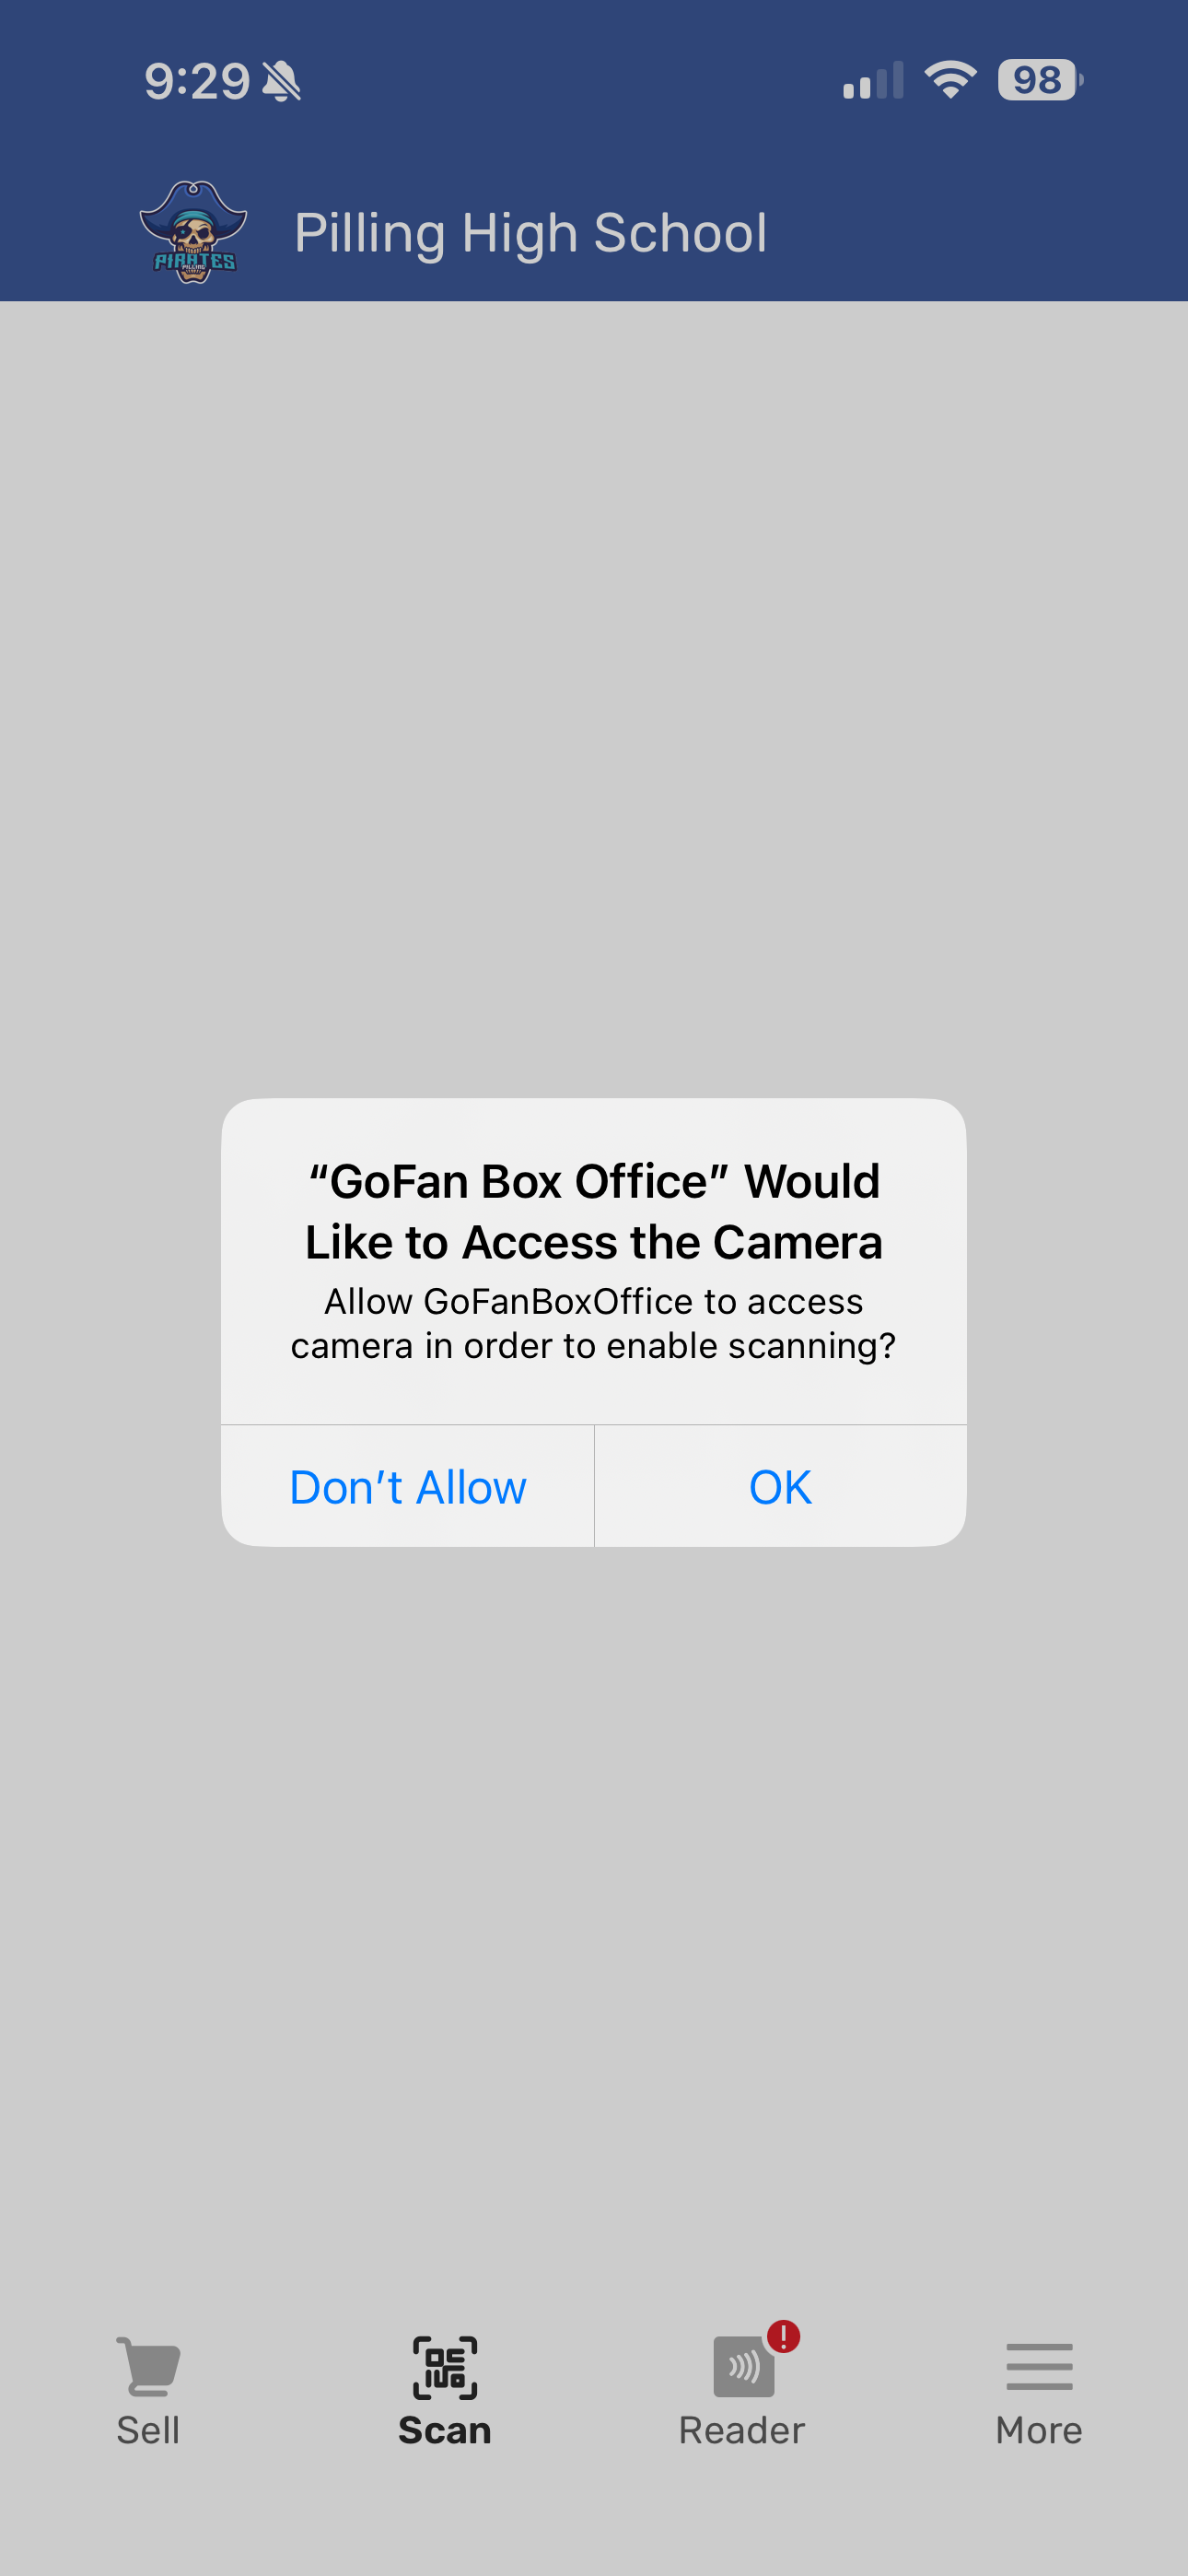 9:29
98
PIRATES
PILLING
Pilling High School
“GoFan Box Office” Would
Like to Access the Camera
Allow GoFanBoxOffice to access
camera in order to enable scanning?
Don’t Allow
OK
Sell
Scan
!
Reader
More